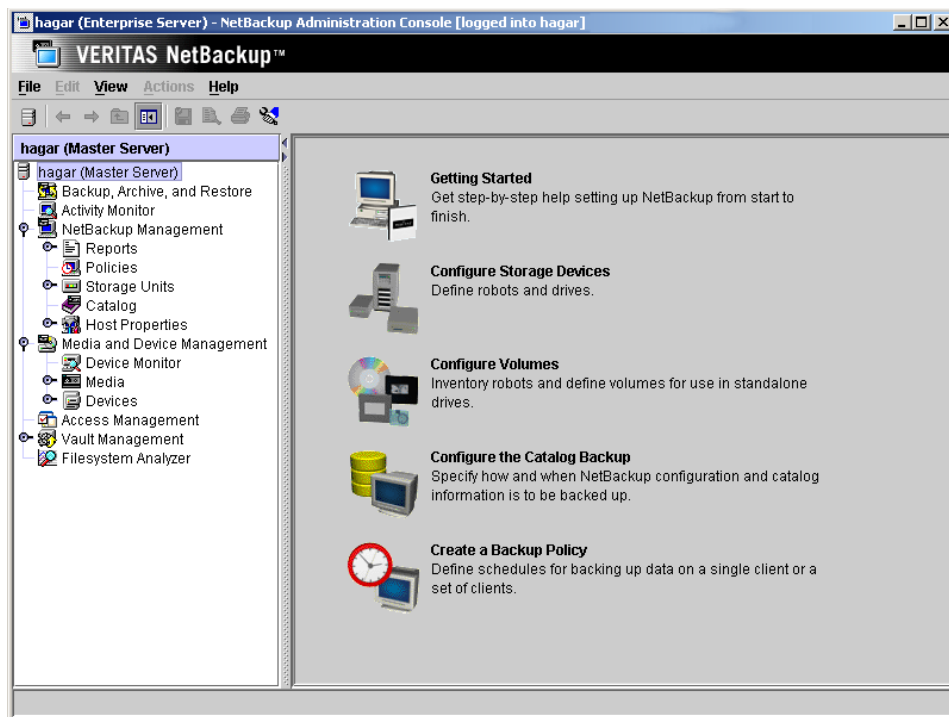 hagar (Enterprise Server) - NetBackup Administration Console [logged into hagar]
VERITAS NetBackup™
File Edit View Actions Help
hagar (Master Server)
hagar (Master Server)
Backup, Archive, and Restore
Activity Monitor
NetBackup Management
Reports
Policies
Storage Units
Catalog
Host Properties
Media and Device Management
Device Monitor
Media
Devices
Access Management
Vault Management
Filesystem Analyzer
Getting Started
Get step-by-step help setting up NetBackup from start to
finish.
Configure Storage Devices
Define robots and drives.
Configure Volumes
Inventory robots and define volumes for use in standalone
drives.
Configure the Catalog Backup
Specify how and when NetBackup configuration and catalog
information is to be backed up.
Create a Backup Policy
Define schedules for backing up data on a single client or a
set of clients.